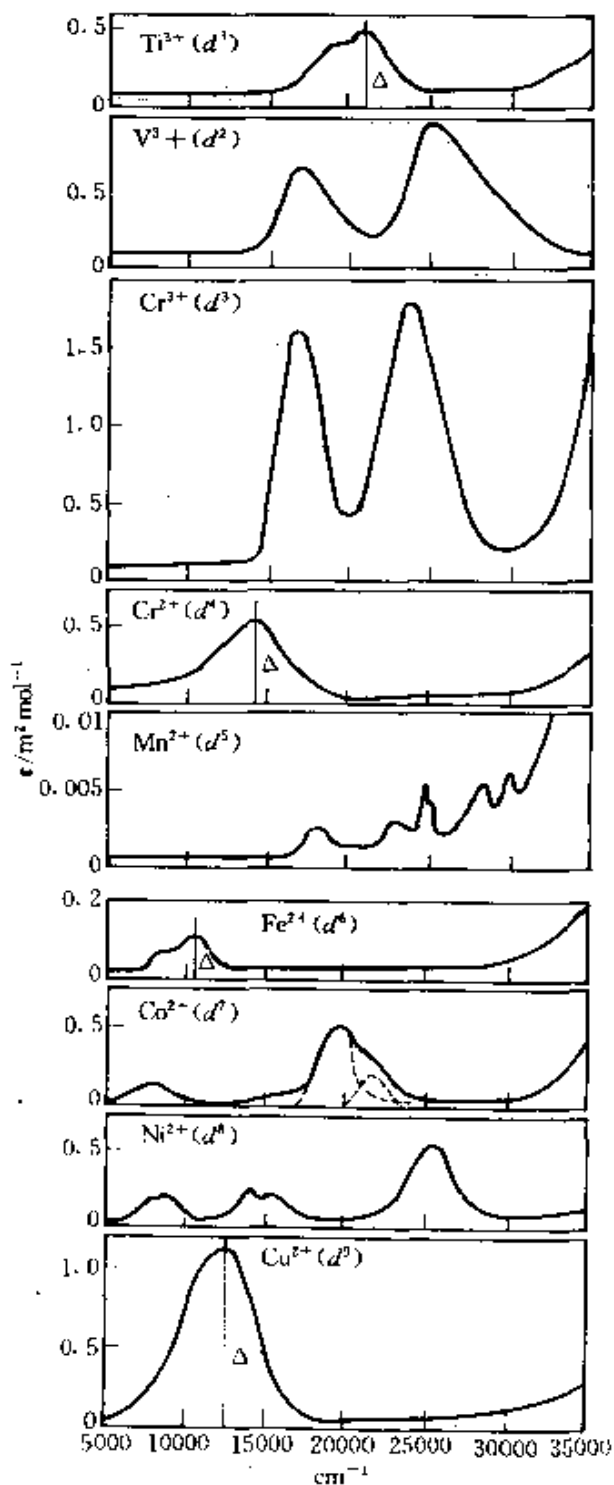 Ti³⁺ (d¹)
0.5
Δ
0
V³+(d²)
0.5
0
Cr³⁺(d³)
1.5
1.0
0.5
0
Cr²⁺(d⁴)
0.5
Δ
0
0.01
Mn²⁺(d⁵)
0.005
0
ε/m² mol⁻¹
0.2
Fe²⁺(d⁶)
Δ
0
Co²⁺(d⁷)
0.5
0
Ni²⁺(d⁸)
0.5
0
Cu²⁺(d⁹)
1.0
0.5
Δ
0
5000 10000 15000 20000 25000 30000 35000
cm⁻¹